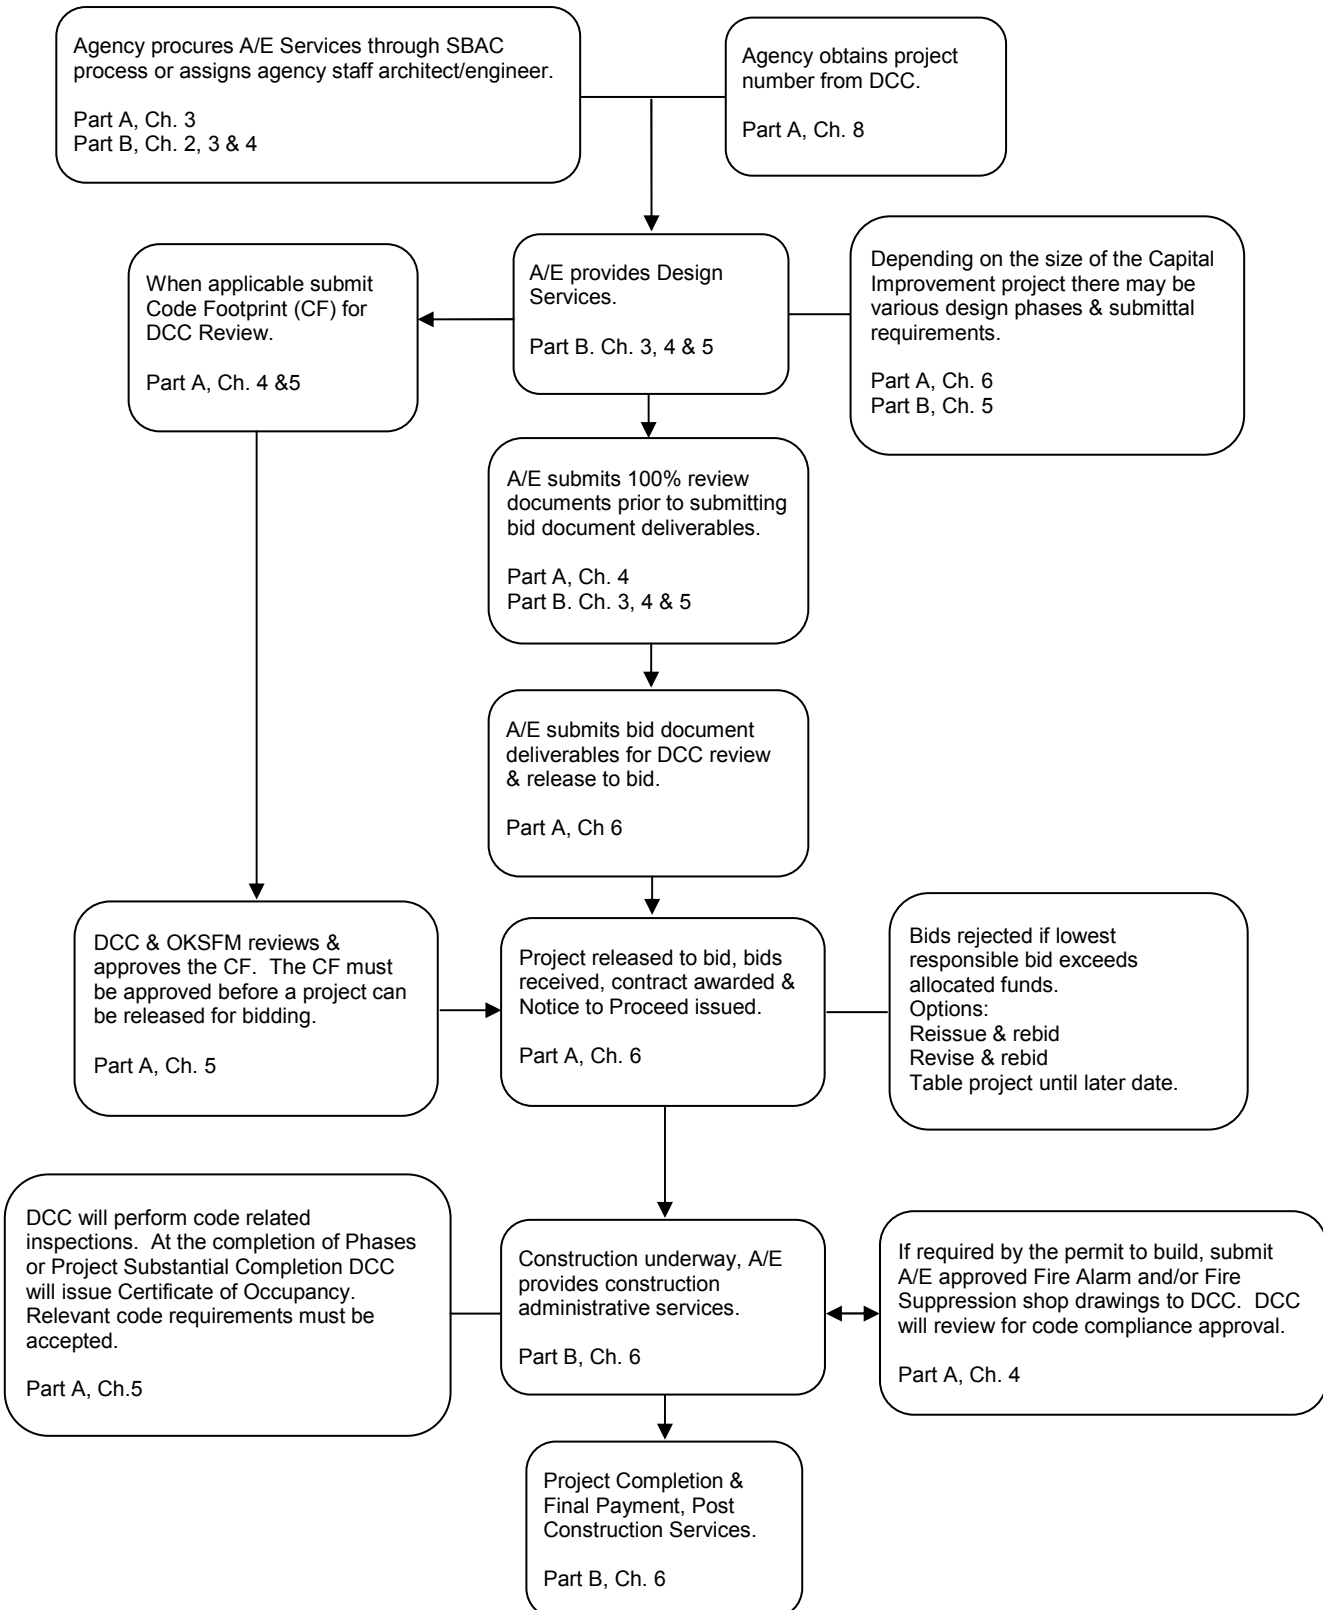 Agency procures A/E Services through SBAC
process or assigns agency staff architect/engineer.
Part A, Ch. 3
Part B, Ch. 2, 3 & 4
Agency obtains project
number from DCC.
Part A, Ch. 8
When applicable submit
Code Footprint (CF) for
DCC Review.
Part A, Ch. 4 &5
A/E provides Design
Services.
Part B. Ch. 3, 4 & 5
Depending on the size of the Capital
Improvement project there may be
various design phases & submittal
requirements.
Part A, Ch. 6
Part B, Ch. 5
A/E submits 100% review
documents prior to submitting
bid document deliverables.
Part A, Ch. 4
Part B. Ch. 3, 4 & 5
A/E submits bid document
deliverables for DCC review
& release to bid.
Part A, Ch 6
DCC & OKSFM reviews &
approves the CF. The CF must
be approved before a project can
be released for bidding.
Part A, Ch. 5
Project released to bid, bids
received, contract awarded &
Notice to Proceed issued.
Part A, Ch. 6
Bids rejected if lowest
responsible bid exceeds
allocated funds.
Options:
Reissue & rebid
Revise & rebid
Table project until later date.
DCC will perform code related
inspections. At the completion of Phases
or Project Substantial Completion DCC
will issue Certificate of Occupancy.
Relevant code requirements must be
accepted.
Part A, Ch.5
Construction underway, A/E
provides construction
administrative services.
Part B, Ch. 6
If required by the permit to build, submit
A/E approved Fire Alarm and/or Fire
Suppression shop drawings to DCC. DCC
will review for code compliance approval.
Part A, Ch. 4
Project Completion &
Final Payment, Post
Construction Services.
Part B, Ch. 6